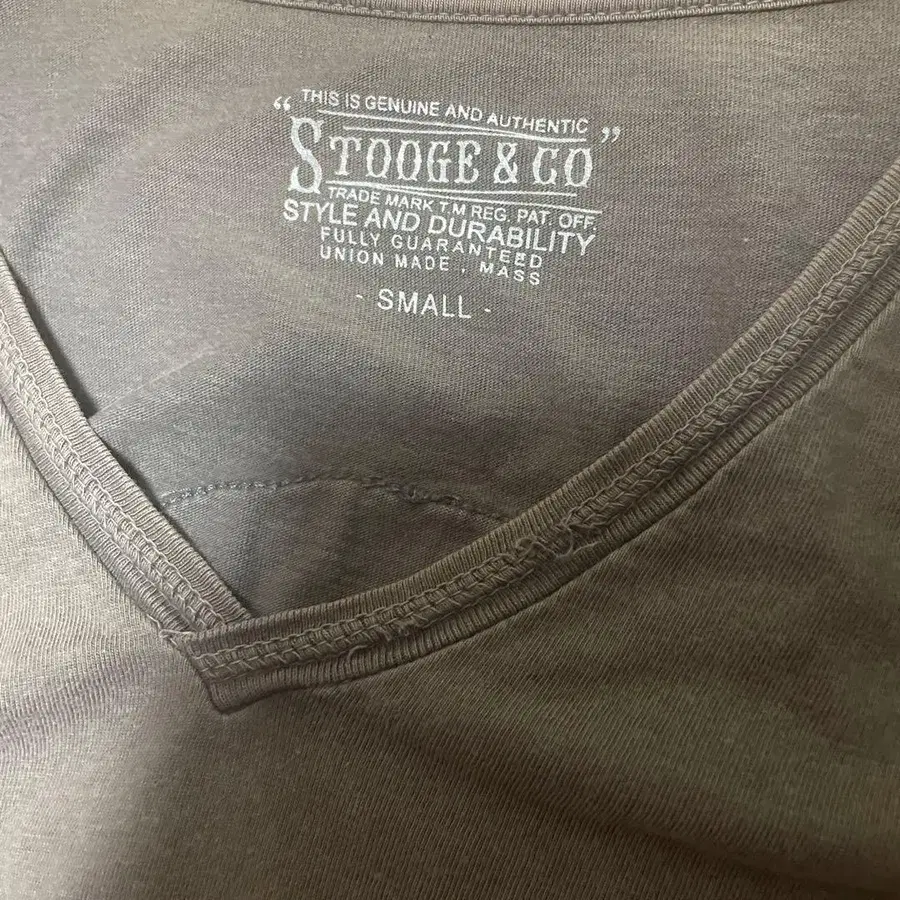 “ THIS IS GENUINE AND AUTHENTIC ”
STOOGE & CO
TRADE MARK T.M REG. PAT. OFF.
STYLE AND DURABILITY
FULLY GUARANTEED
UNION MADE , MASS
- SMALL -